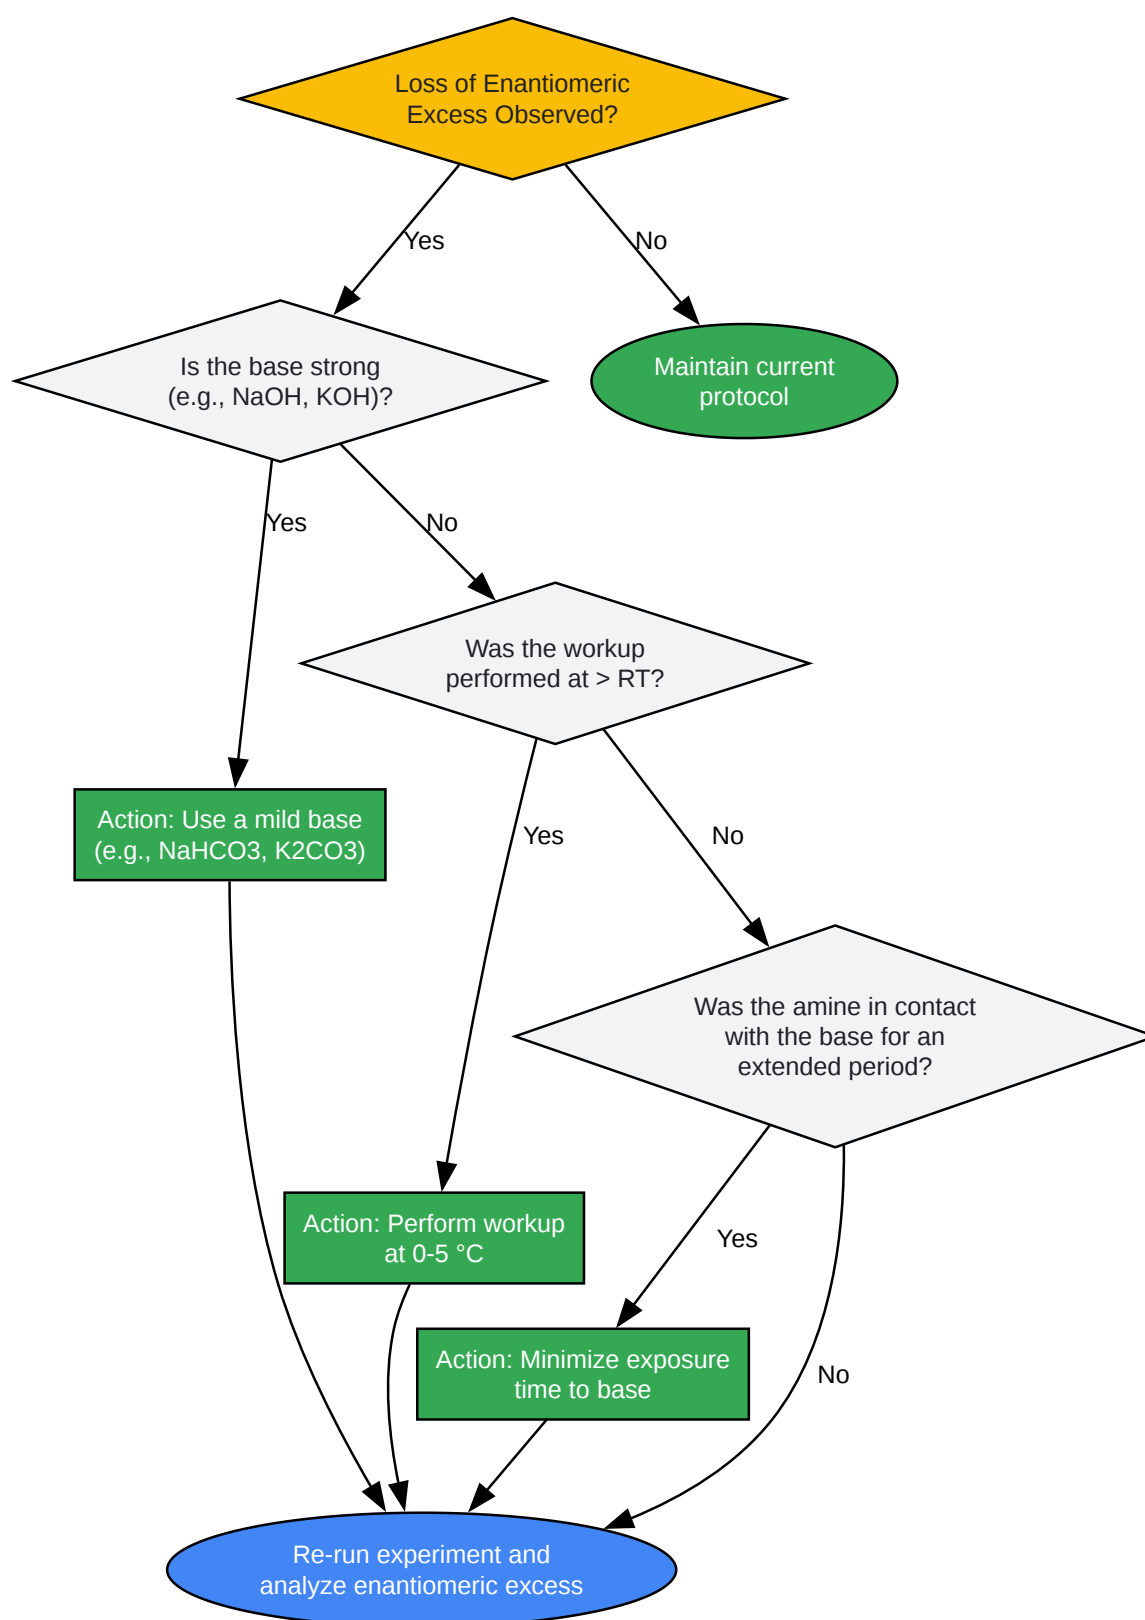 Loss of Enantiomeric
Excess Observed?
Yes
No
Is the base strong
(e.g., NaOH, KOH)?
Maintain current
protocol
Yes
No
Was the workup
performed at > RT?
Action: Use a mild base
(e.g., NaHCO3, K2CO3)
Yes
No
Was the amine in contact
with the base for an
extended period?
Action: Perform workup
at 0-5 °C
Yes
Action: Minimize exposure
time to base
No
Re-run experiment and
analyze enantiomeric excess